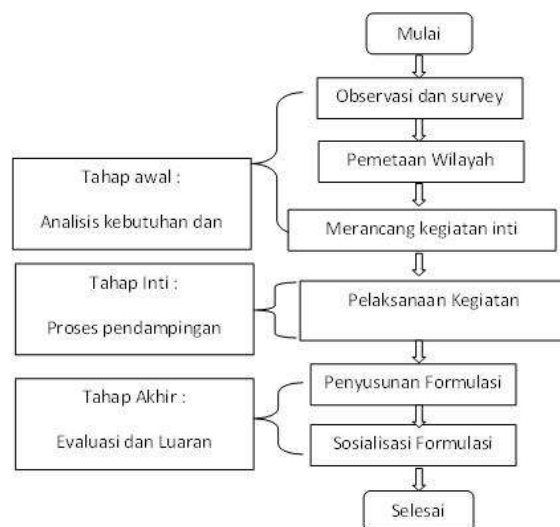 Mulai
Observasi dan survey
Pemetaan Wilayah
Tahap awal :
Analisis kebutuhan dan
Merancang kegiatan inti
Tahap Inti :
Proses pendampingan
Pelaksanaan Kegiatan
Tahap Akhir :
Evaluasi dan Luaran
Penyusunan Formulasi
Sosialisasi Formulasi
Selesai